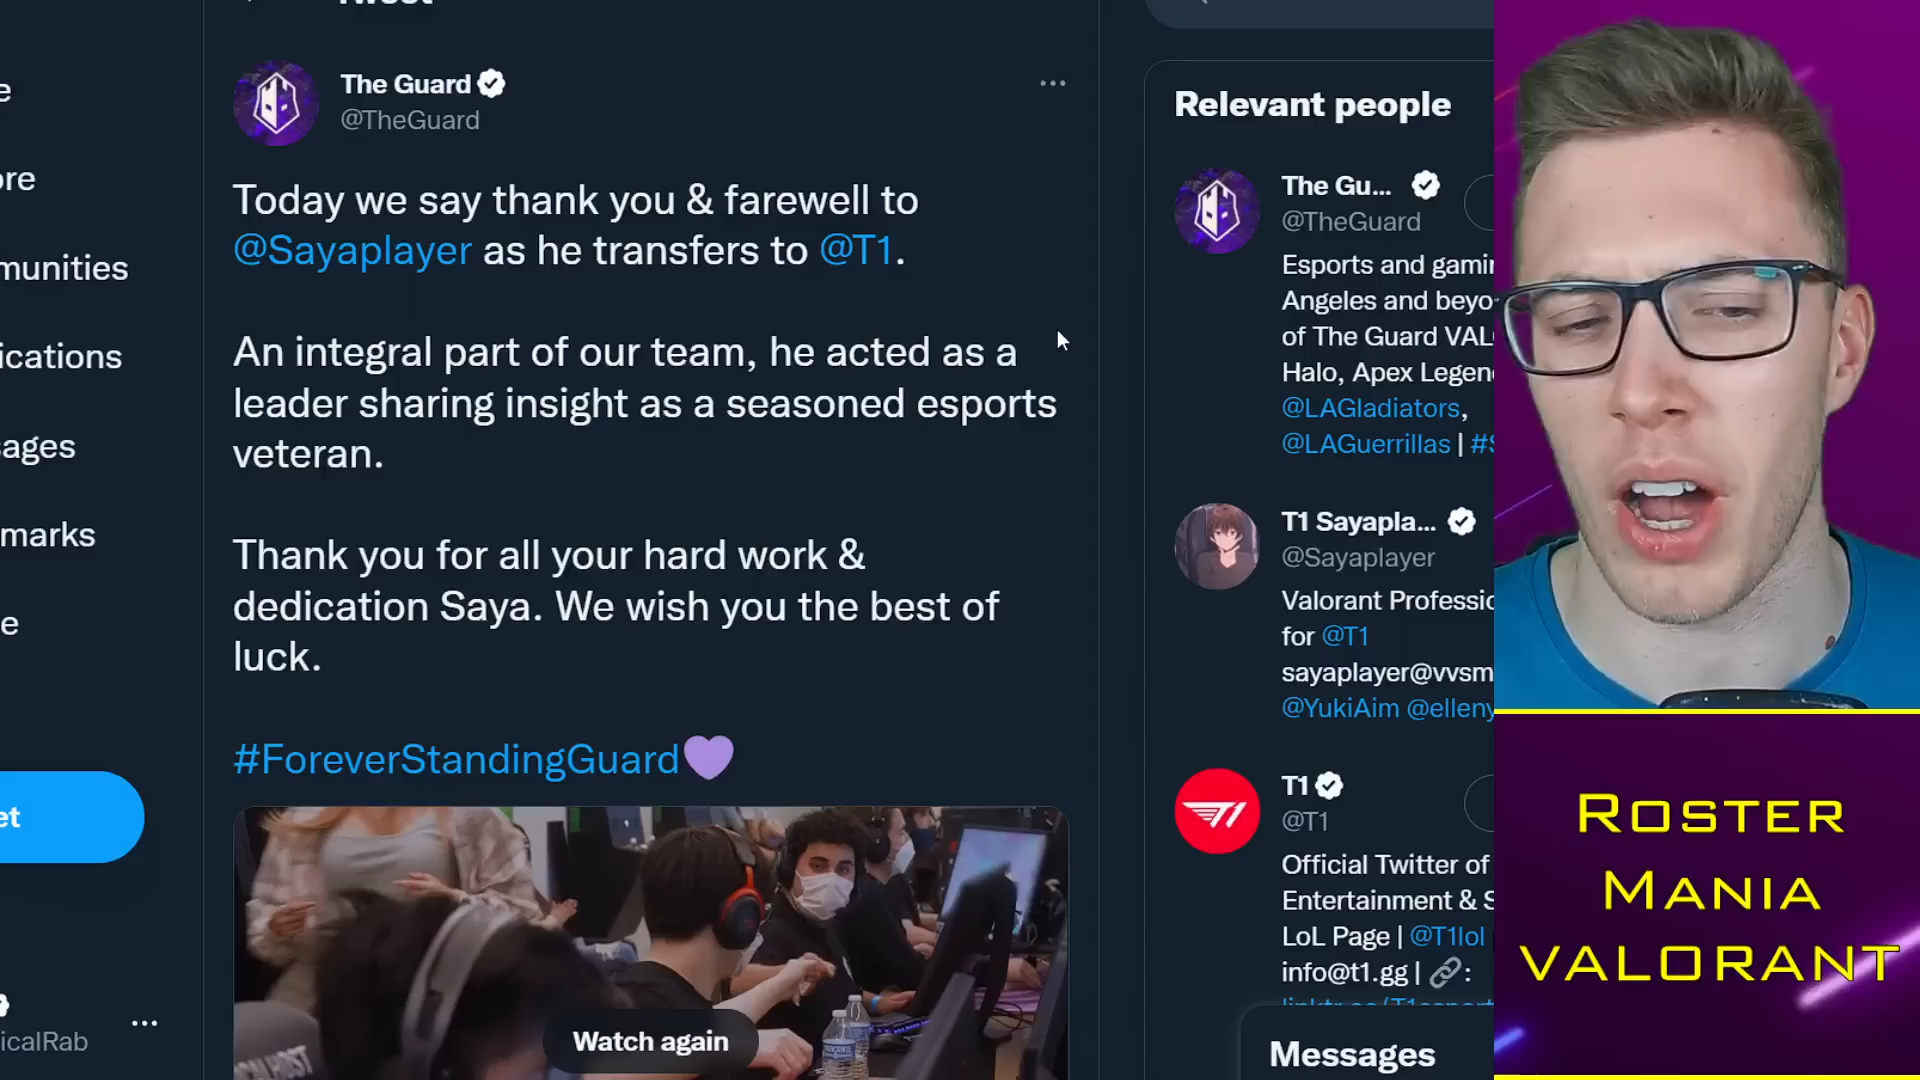 Tweet
The Guard
@TheGuard
Today we say thank you & farewell to
@Sayaplayer as he transfers to @T1.
An integral part of our team, he acted as a
leader sharing insight as a seasoned esports
veteran.
Thank you for all your hard work &
dedication Saya. We wish you the best of
luck.
#ForeverStandingGuard
Watch again
e
ore
munities
ications
sages
marks
e
et
icalRab
Relevant people
The Gu...
@TheGuard
Esports and gamin
Angeles and beyo
of The Guard VAL
Halo, Apex Legen
@LAGladiators,
@LAGuerrillas | #S
T1 Sayapla...
@Sayaplayer
Valorant Professio
for @T1
sayaplayer@vvsm
@YukiAim @elleny
T1
@T1
Official Twitter of
Entertainment & S
LoL Page | @T1lol
info@t1.gg | :
linktr.ee/T1esport
Messages
ROSTER
MANIA
VALORANT